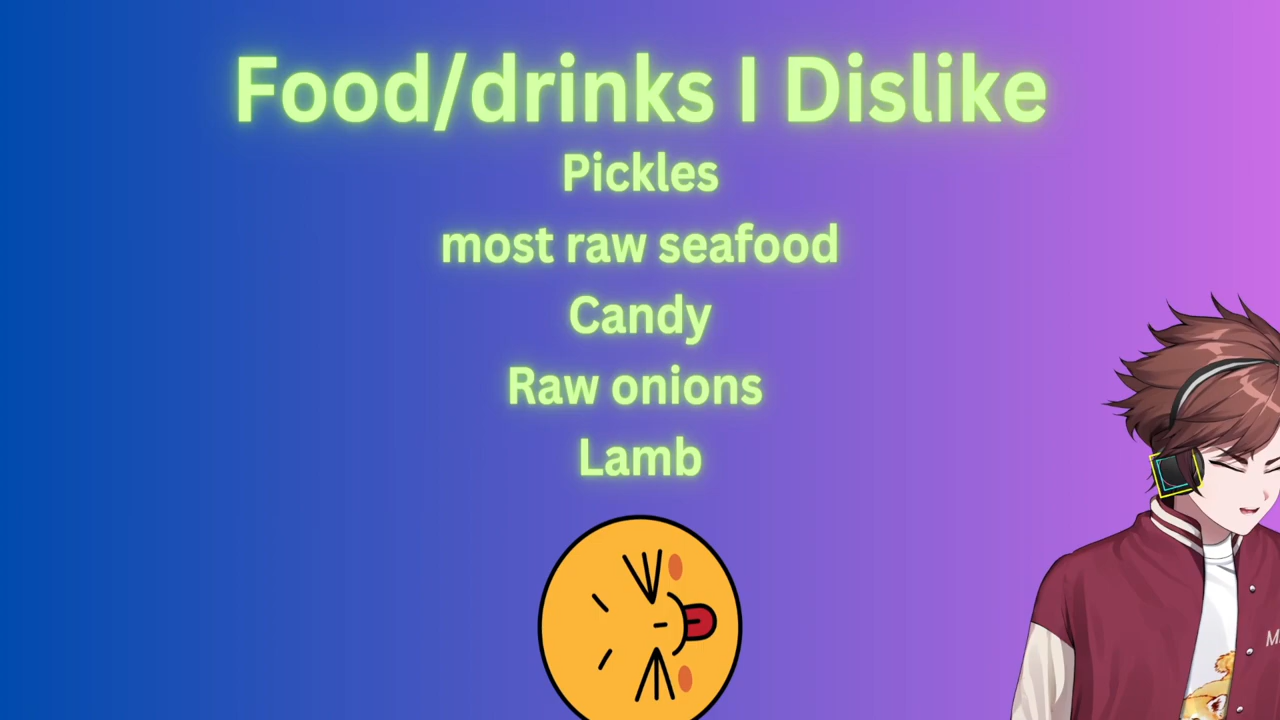 Food/drinks I Dislike
Pickles
most raw seafood
Candy
Raw onions
Lamb